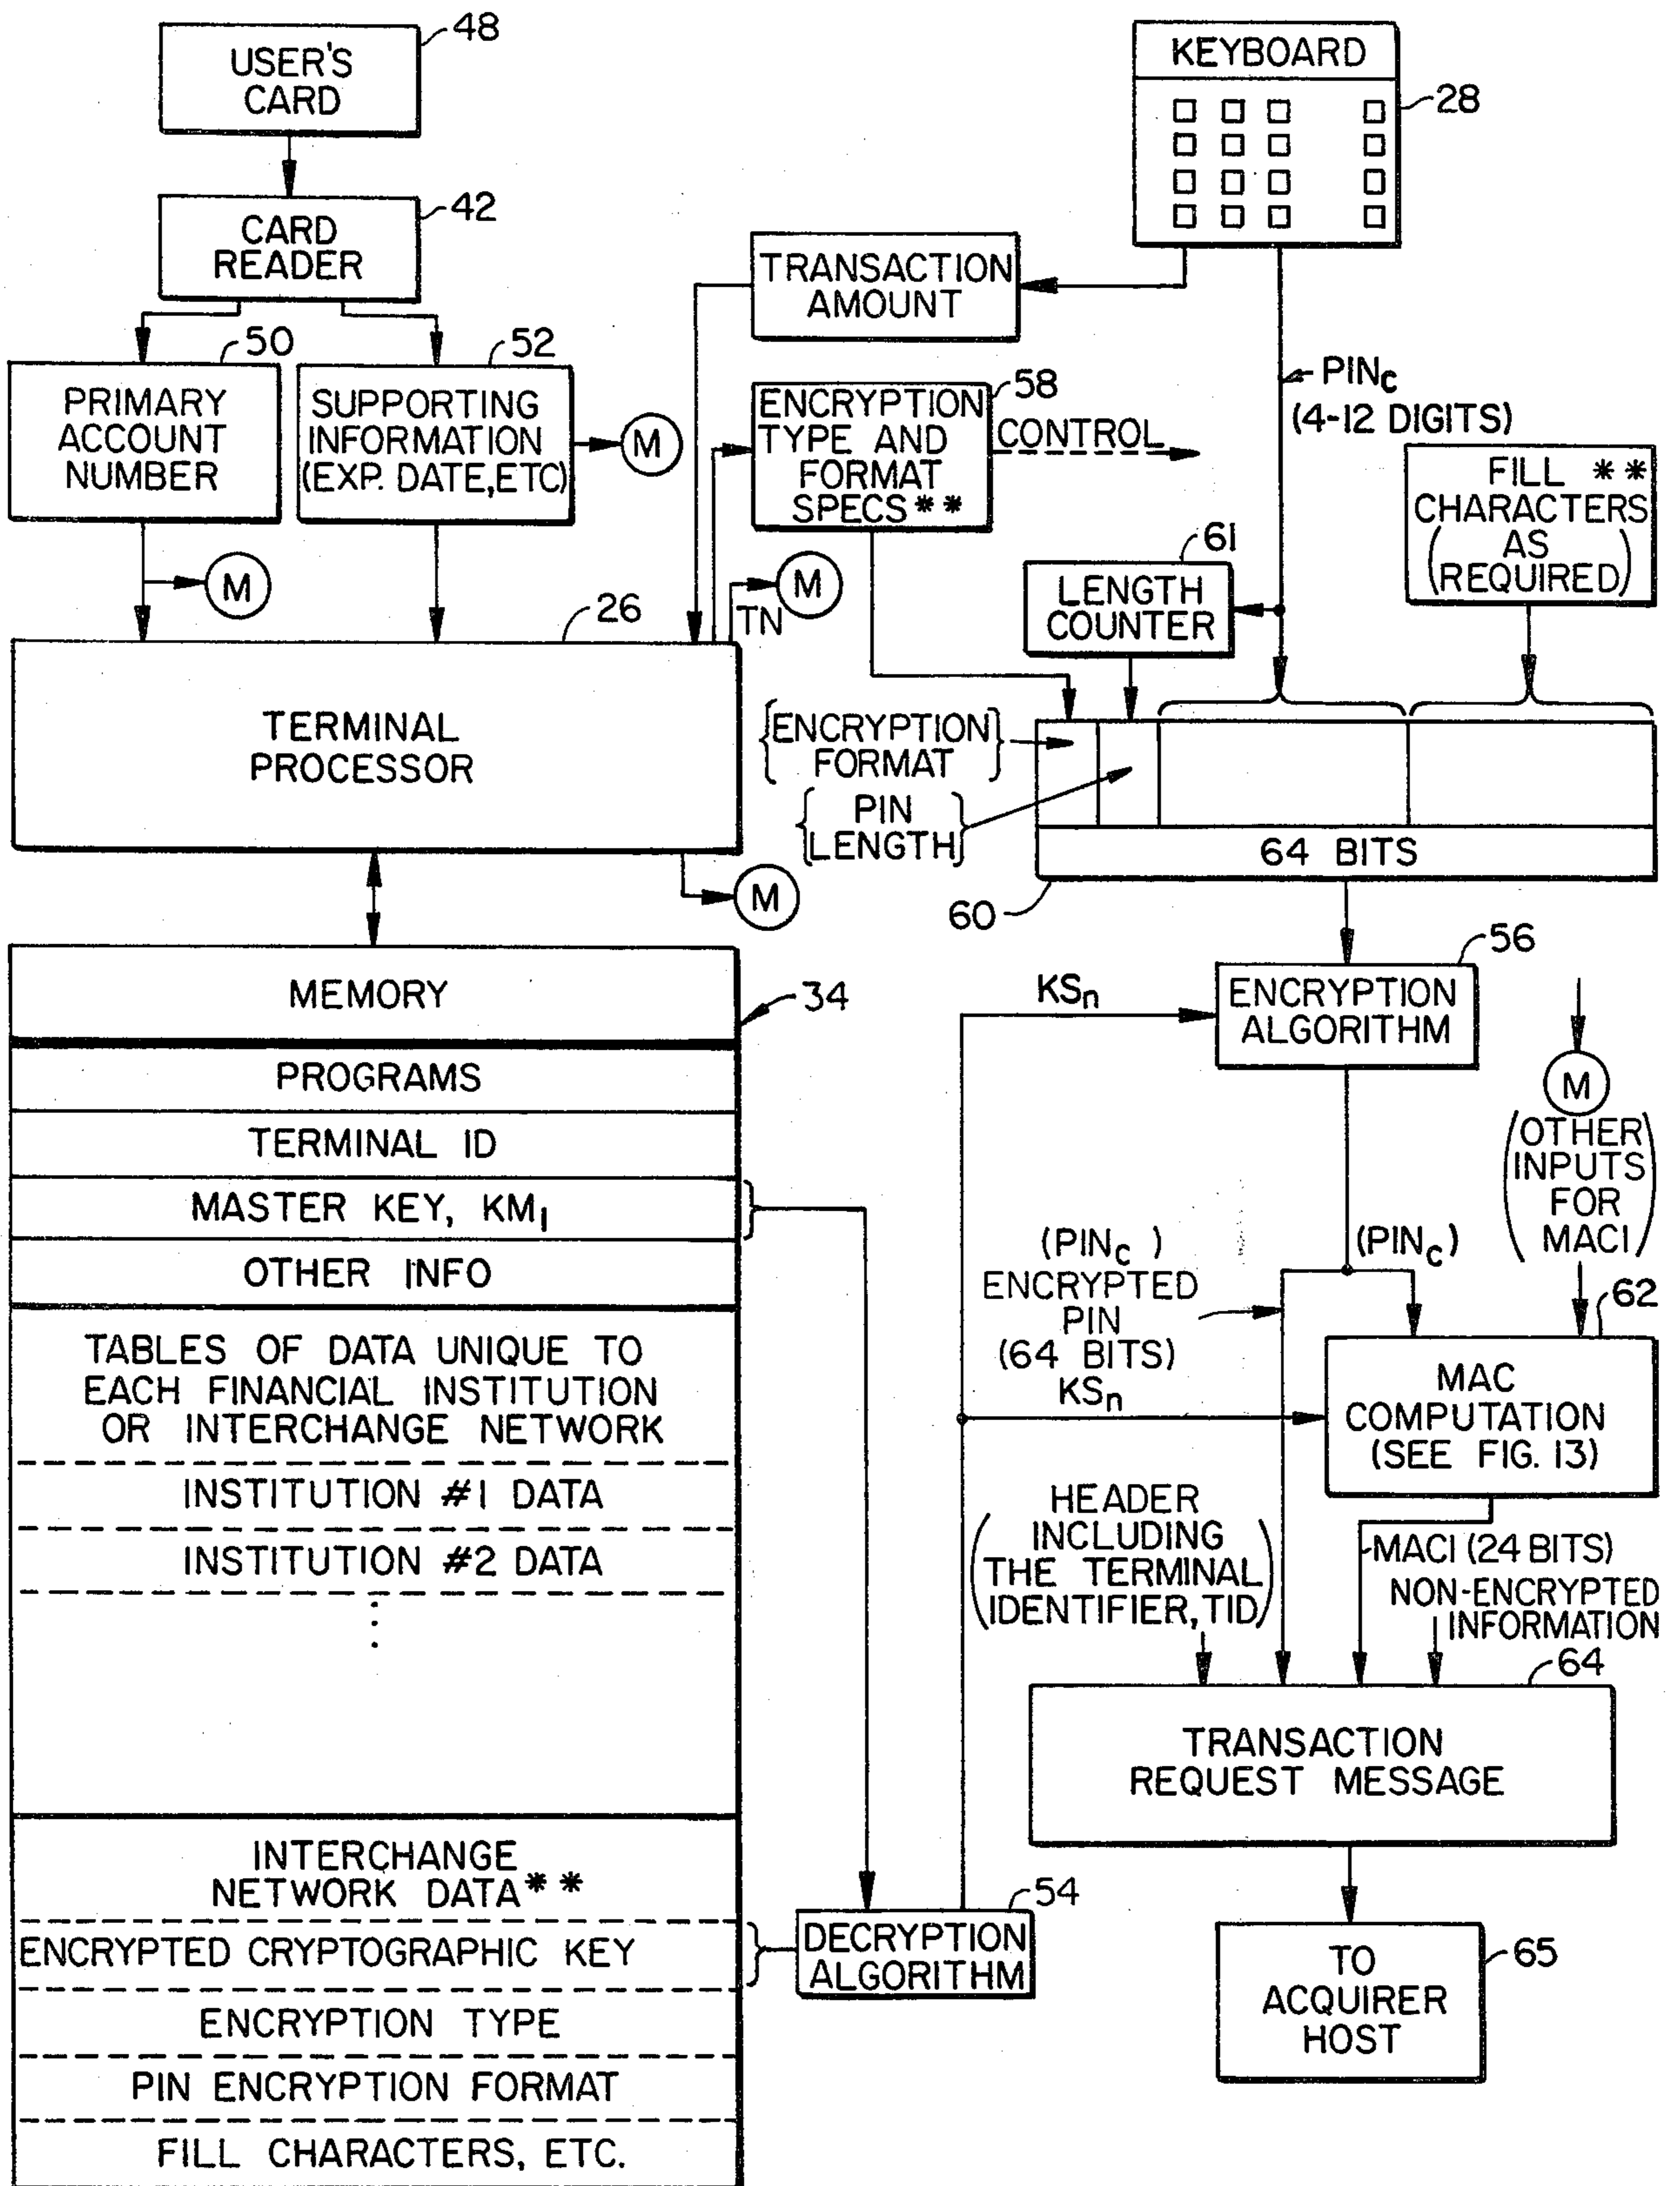 48
USER'S
CARD
42
CARD
READER
50
PRIMARY
ACCOUNT
NUMBER
52
SUPPORTING
INFORMATION
(EXP. DATE, ETC)
M
M
KEYBOARD
28
TRANSACTION
AMOUNT
58
ENCRYPTION
TYPE AND
FORMAT
SPECS **
CONTROL
PINc
(4-12 DIGITS)
FILL **
CHARACTERS
(AS
REQUIRED)
61
LENGTH
COUNTER
M
TN
26
TERMINAL
PROCESSOR
{ENCRYPTION
FORMAT}
{PIN
LENGTH}
64 BITS
60
M
MEMORY
34
PROGRAMS
TERMINAL ID
MASTER KEY, KM1
OTHER INFO
TABLES OF DATA UNIQUE TO
EACH FINANCIAL INSTITUTION
OR INTERCHANGE NETWORK
INSTITUTION #1 DATA
INSTITUTION #2 DATA
INTERCHANGE
NETWORK DATA **
ENCRYPTED CRYPTOGRAPHIC KEY
ENCRYPTION TYPE
PIN ENCRYPTION FORMAT
FILL CHARACTERS, ETC.
54
DECRYPTION
ALGORITHM
KSn
56
ENCRYPTION
ALGORITHM
M
(OTHER
INPUTS
FOR
MAC1)
(PINc)
ENCRYPTED
PIN
(64 BITS)
KSn
(PINc)
62
MAC
COMPUTATION
(SEE FIG. 13)
(HEADER
INCLUDING
THE TERMINAL
IDENTIFIER, TID)
MAC1 (24 BITS)
NON-ENCRYPTED
INFORMATION
64
TRANSACTION
REQUEST MESSAGE
65
TO
ACQUIRER
HOST